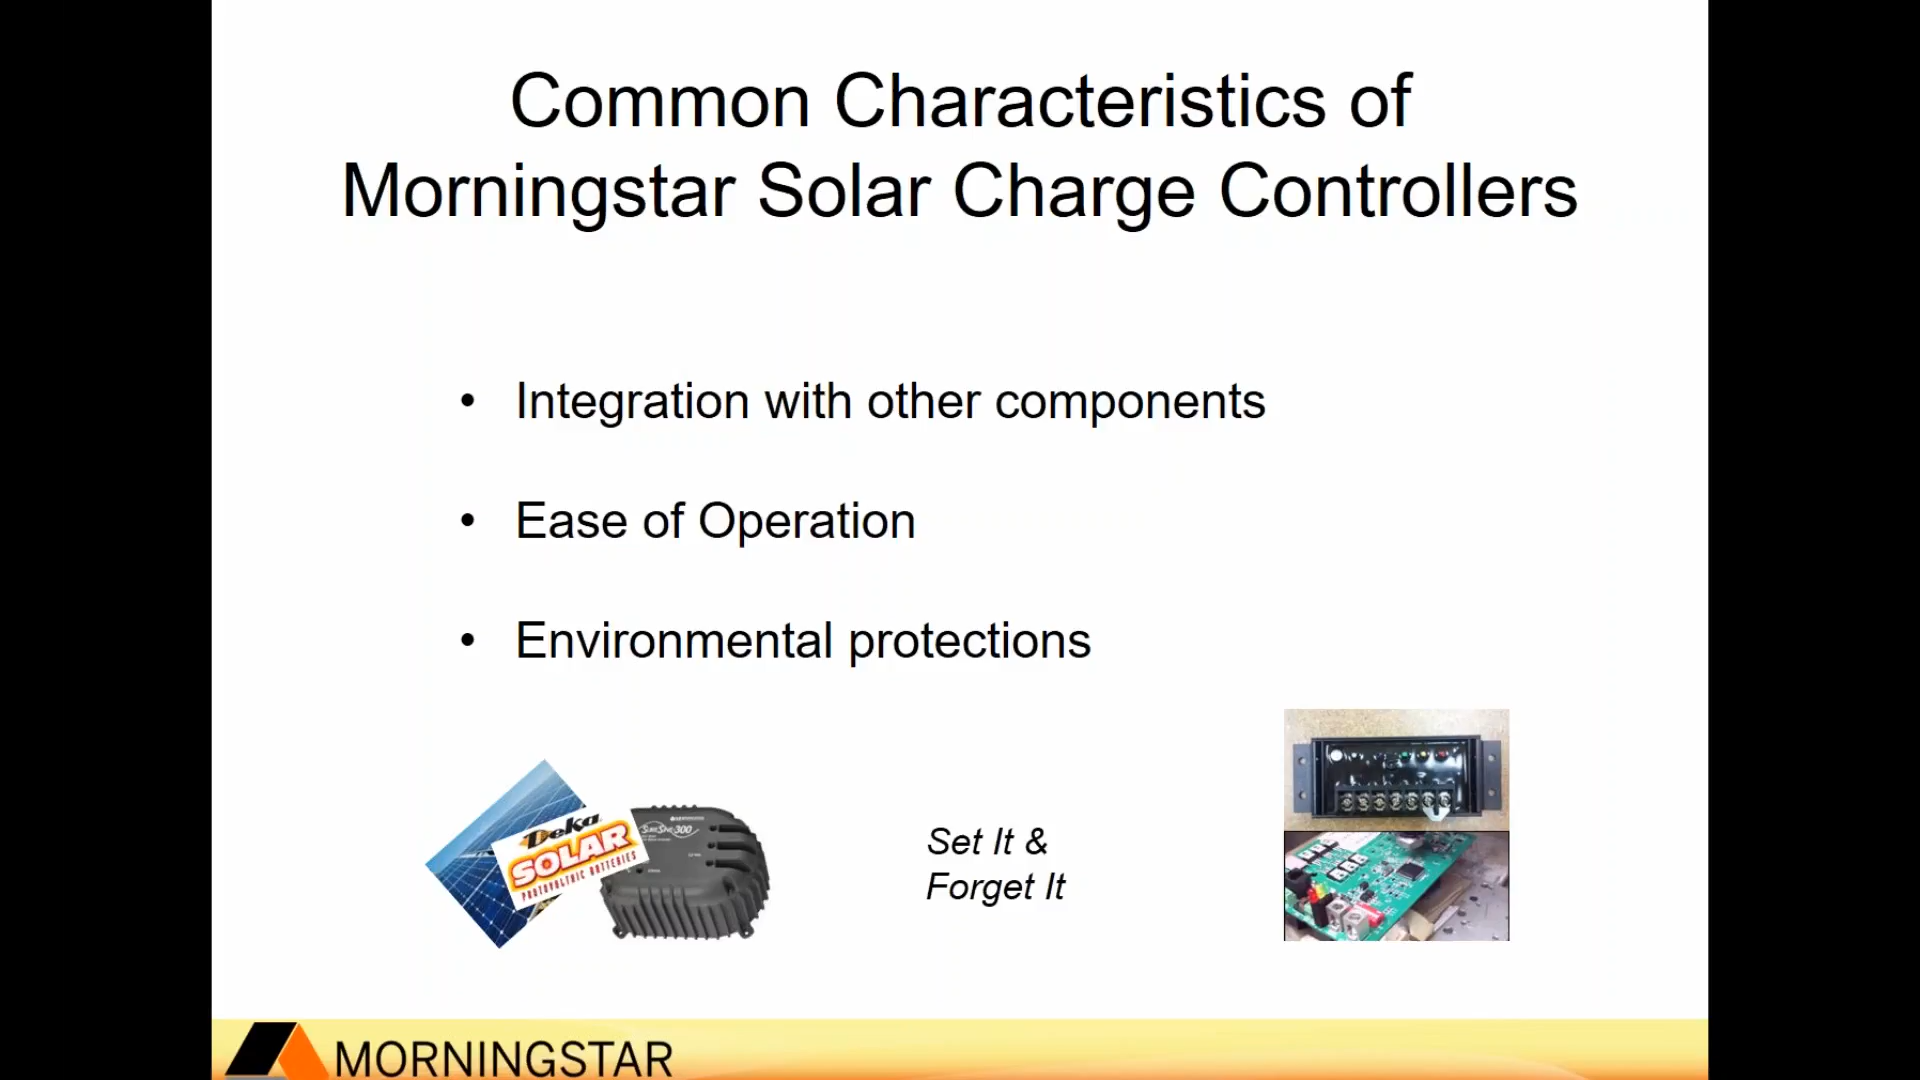 Common Characteristics of
Morningstar Solar Charge Controllers
• Integration with other components
• Ease of Operation
• Environmental protections
Deka
SOLAR
PHOTOVOLTAIC BATTERIES
SURESINE-300
Set It &
Forget It
MORNINGSTAR